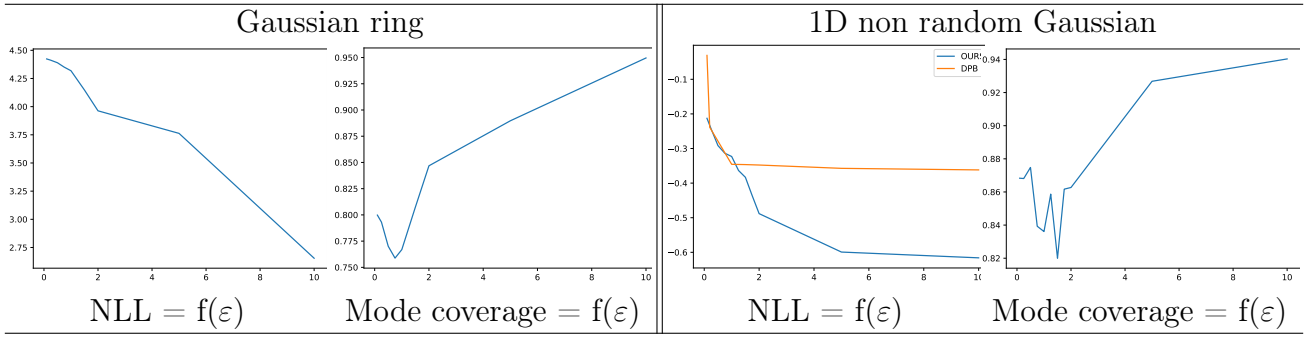 Gaussian ring
1D non random Gaussian
4.50
4.25
4.00
3.75
3.50
3.25
3.00
2.75
0 2 4 6 8 10
0.950
0.925
0.900
0.875
0.850
0.825
0.800
0.775
0.750
0 2 4 6 8 10
OUR
DPB
−0.1
−0.2
−0.3
−0.4
−0.5
−0.6
0 2 4 6 8 10
0.94
0.92
0.90
0.88
0.86
0.84
0.82
0 2 4 6 8 10
NLL = f(ε)
Mode coverage = f(ε)
NLL = f(ε)
Mode coverage = f(ε)